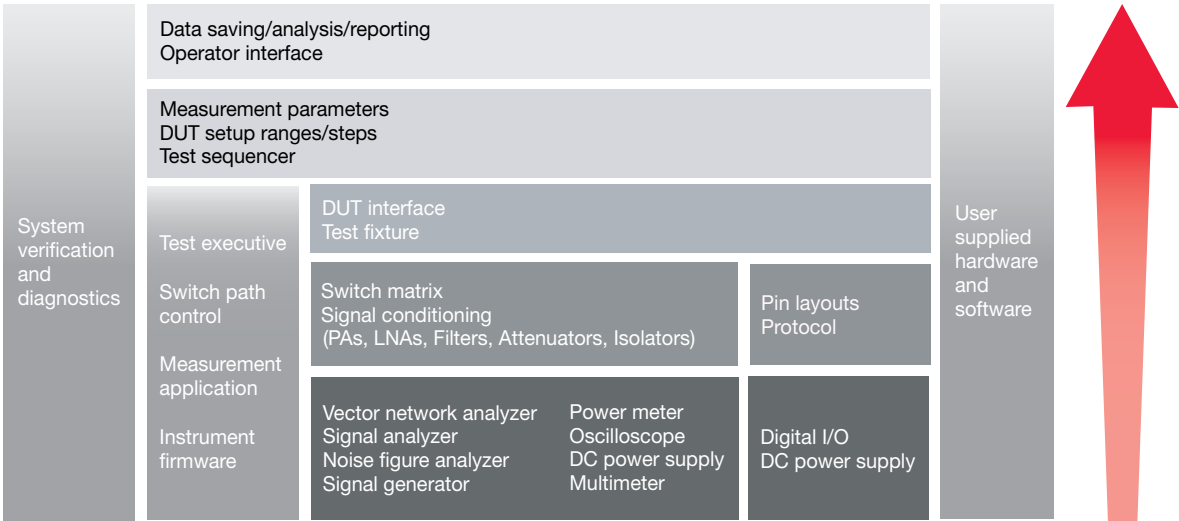 Data saving/analysis/reporting
Operator interface
Measurement parameters
DUT setup ranges/steps
Test sequencer
System
verification
and
diagnostics
Test executive
Switch path
control
Measurement
application
Instrument
firmware
DUT interface
Test fixture
Switch matrix
Signal conditioning
(PAs, LNAs, Filters, Attenuators, Isolators)
Pin layouts
Protocol
Vector network analyzer
Signal analyzer
Noise figure analyzer
Signal generator
Power meter
Oscilloscope
DC power supply
Multimeter
Digital I/O
DC power supply
User
supplied
hardware
and
software